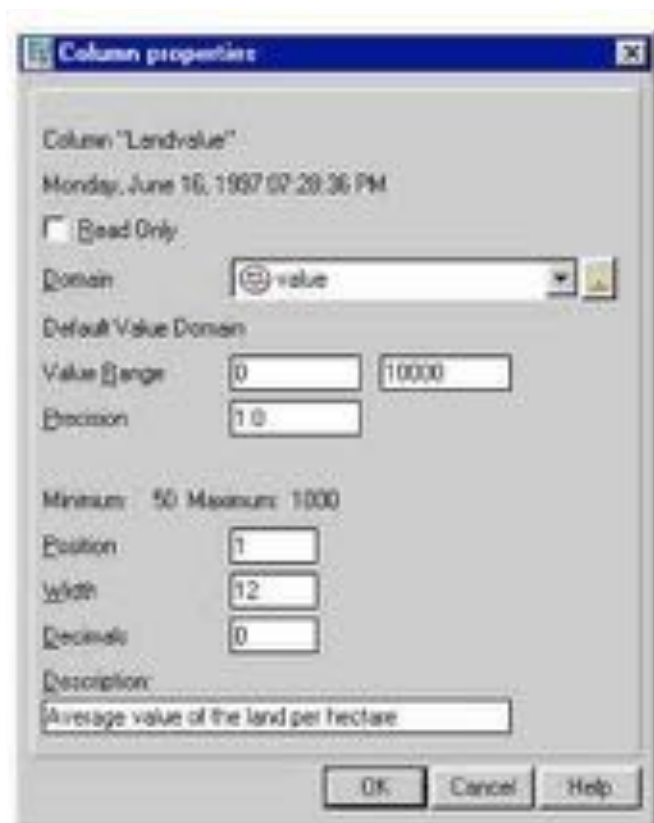 Column properties
Column "Landvalue"
Monday, June 16, 1997 07:28:36 PM
Read Only
Domain value
Default Value Domain
Value Range 0 10000
Precision 1.0
Minimum: 50 Maximum: 1000
Position 1
Width 12
Decimals 0
Description:
Average value of the land per hectare
OK Cancel Help